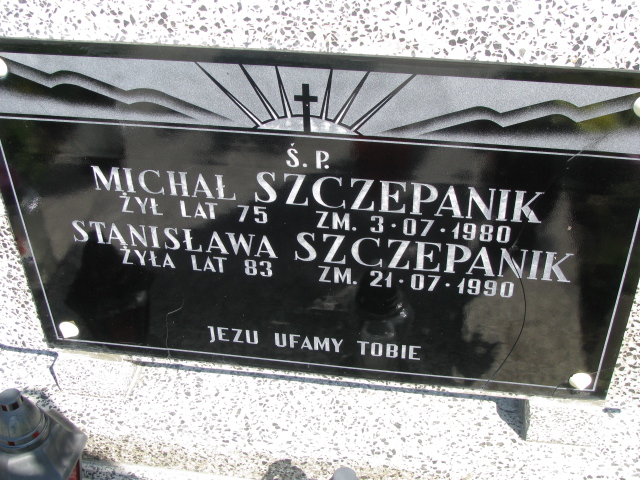 Ś.P.
MICHAŁ SZCZEPANIK
ŻYŁ LAT 75 ZM. 3·07·1980
STANISŁAWA SZCZEPANIK
ŻYŁA LAT 83 ZM. 21·07·1990
JEZU UFAMY TOBIE